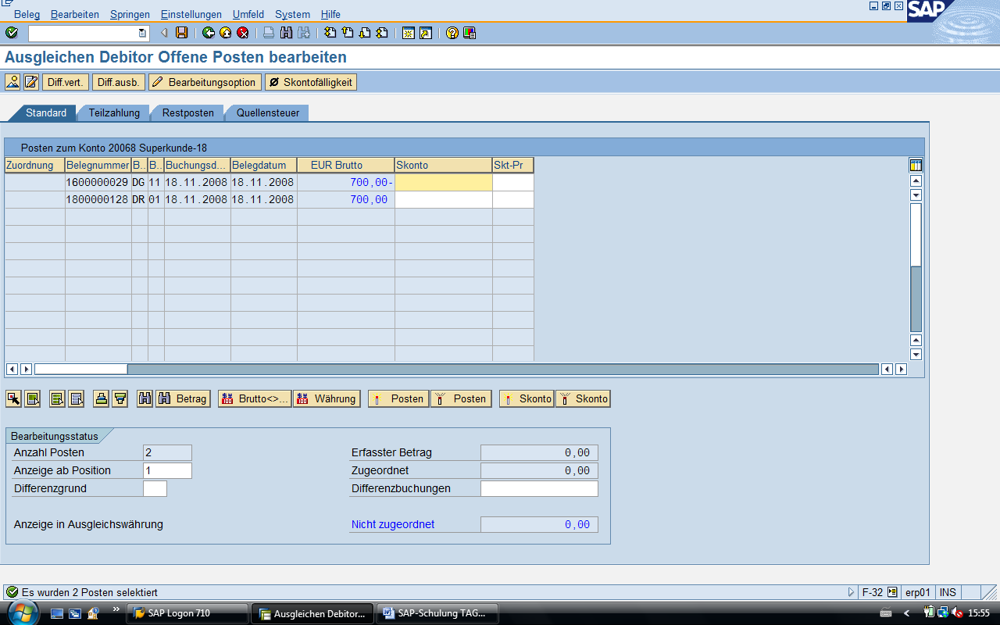 Beleg Bearbeiten Springen Einstellungen Umfeld System Hilfe
SAP
Ausgleichen Debitor Offene Posten bearbeiten
Diff.vert. Diff.ausb. Bearbeitungsoption Skontofälligkeit
Standard Teilzahlung Restposten Quellensteuer
Posten zum Konto 20068 Superkunde-18
Zuordnung Belegnummer B.. B.. Buchungsd... Belegdatum EUR Brutto Skonto Skt-Pr
1600000029 DG 11 18.11.2008 18.11.2008 700,00-
1800000128 DR 01 18.11.2008 18.11.2008 700,00
Betrag Brutto<>... Währung Posten Posten Skonto Skonto
Bearbeitungsstatus
Anzahl Posten 2 Erfasster Betrag 0,00
Anzeige ab Position 1 Zugeordnet 0,00
Differenzgrund Differenzbuchungen
Anzeige in Ausgleichswährung Nicht zugeordnet 0,00
Es wurden 2 Posten selektiert F-32 erp01 INS
SAP Logon 710 Ausgleichen Debitor... SAP-Schulung TAG... 15:55